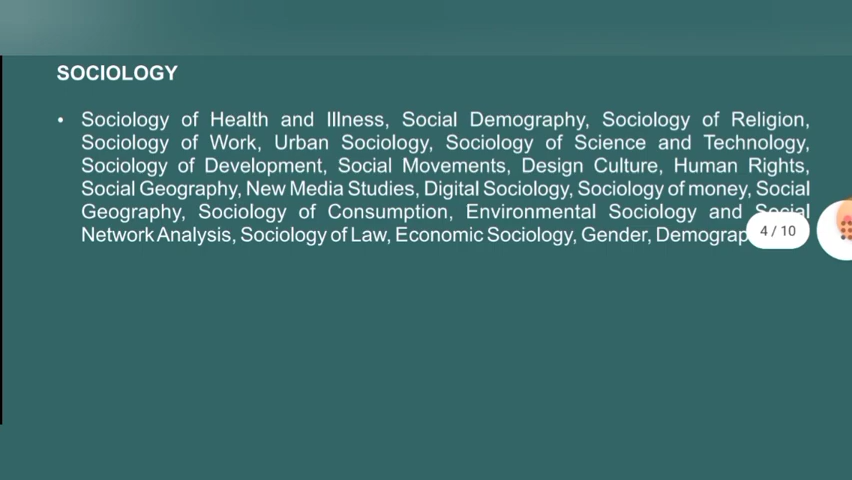 SOCIOLOGY
• Sociology of Health and Illness, Social Demography, Sociology of Religion,
Sociology of Work, Urban Sociology, Sociology of Science and Technology,
Sociology of Development, Social Movements, Design Culture, Human Rights,
Social Geography, New Media Studies, Digital Sociology, Sociology of money, Social
Geography, Sociology of Consumption, Environmental Sociology and Social
Network Analysis, Sociology of Law, Economic Sociology, Gender,
4 / 10